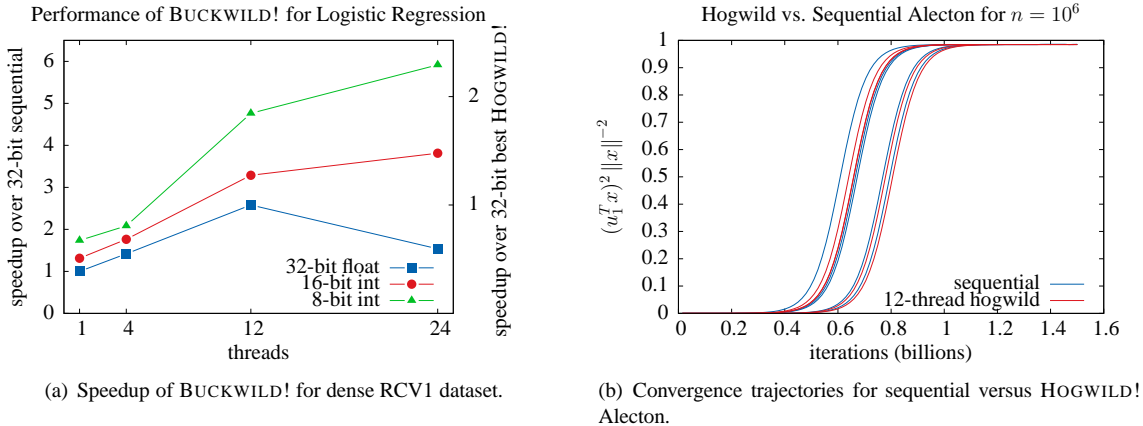 Performance of BUCKWILD! for Logistic Regression
speedup over 32-bit sequential
6
5
4
3
2
1
0
1
4
12
24
threads
2
1
speedup over 32-bit best HOGWILD!
32-bit float
16-bit int
8-bit int
(a) Speedup of BUCKWILD! for dense RCV1 dataset.
Hogwild vs. Sequential Alecton for n = 10^6
(u_1^T x)^2 ||x||^{-2}
1
0.9
0.8
0.7
0.6
0.5
0.4
0.3
0.2
0.1
0
0
0.2
0.4
0.6
0.8
1
1.2
1.4
1.6
iterations (billions)
sequential
12-thread hogwild
(b) Convergence trajectories for sequential versus HOGWILD!
Alecton.